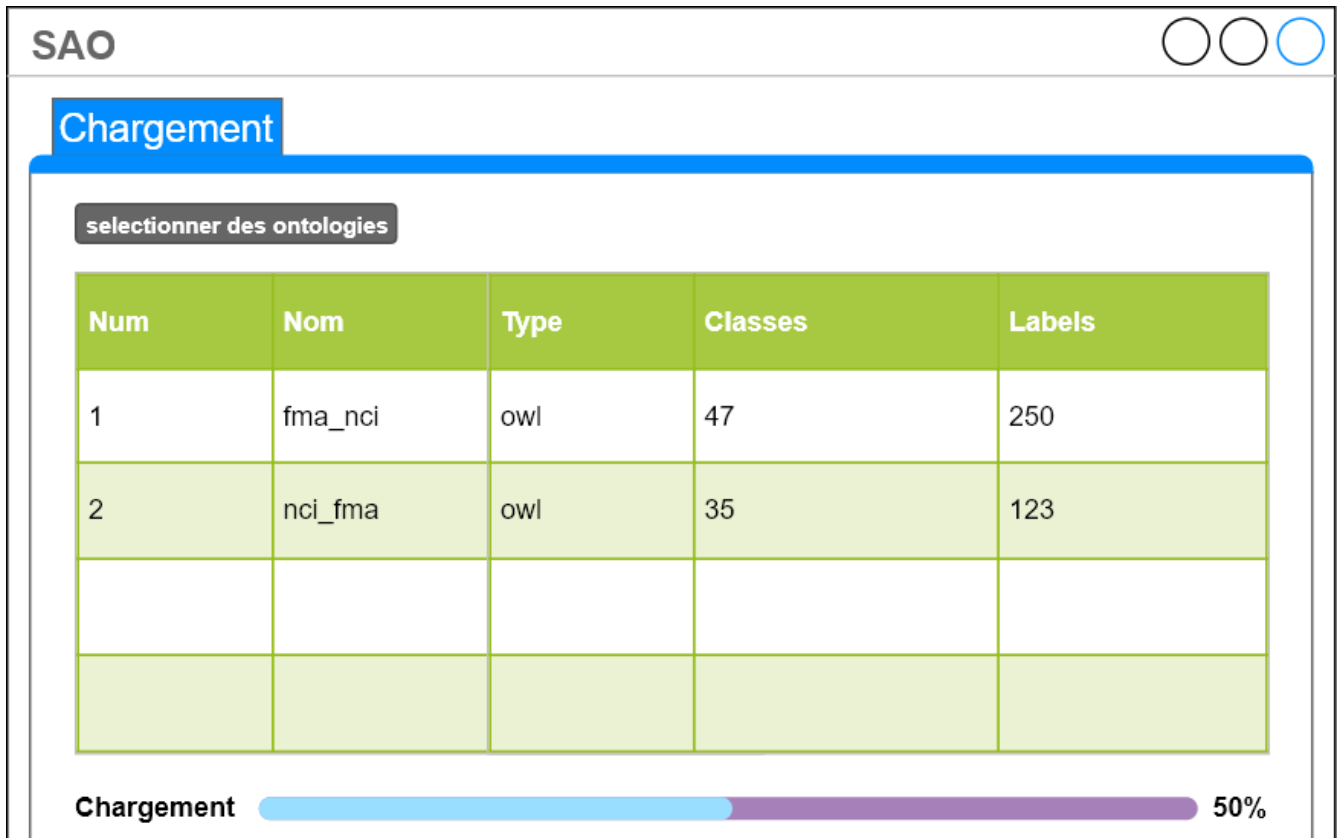 SAO
Chargement
selectionner des ontologies
Num Nom Type Classes Labels
1 fma_nci owl 47 250
2 nci_fma owl 35 123
Chargement 50%